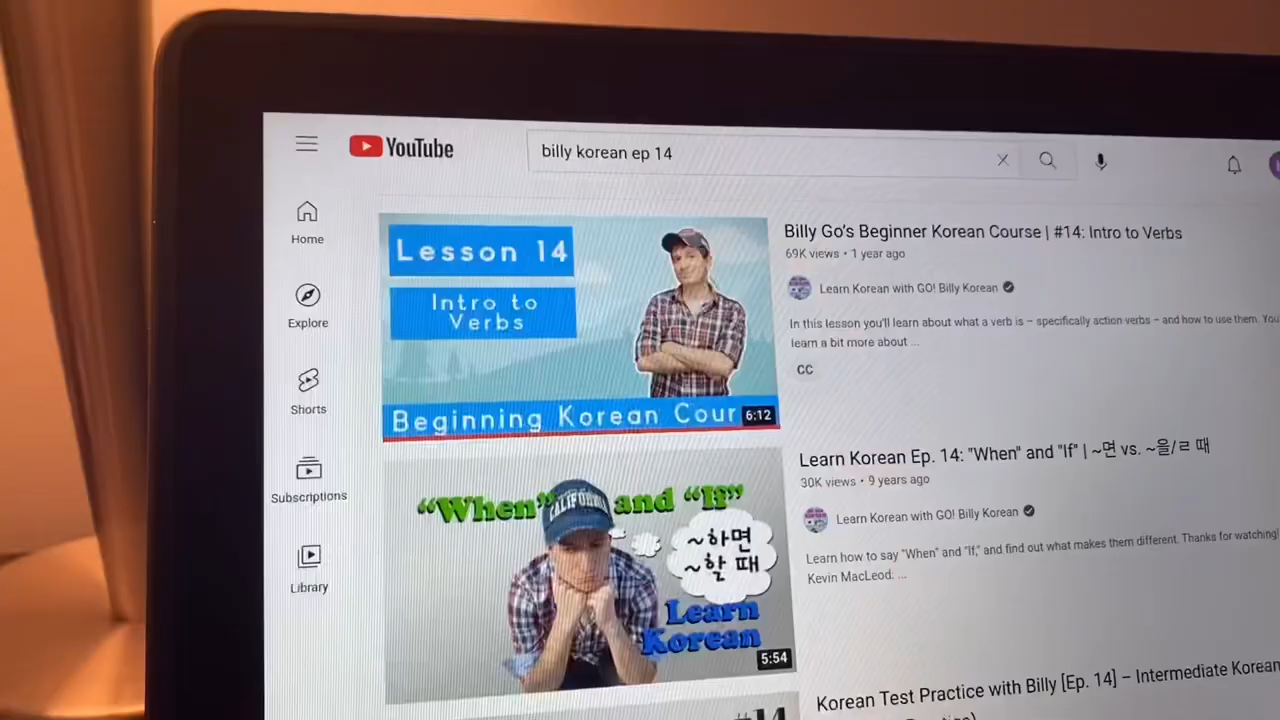 YouTube
billy korean ep 14
Home
Explore
Shorts
Subscriptions
Library
Lesson 14
Intro to
Verbs
Beginning Korean Cour
6:12
Billy Go's Beginner Korean Course | #14: Intro to Verbs
69K views • 1 year ago
Learn Korean with GO! Billy Korean
In this lesson you'll learn about what a verb is – specifically action verbs – and how to use them. You
learn a bit more about ...
CC
"When" and "If"
CALIFORNIA
~하면
~할 때
Learn
Korean
5:54
Learn Korean Ep. 14: "When" and "If" | ~면 vs. ~을/ㄹ 때
30K views • 9 years ago
Learn Korean with GO! Billy Korean
Learn how to say "When" and "If," and find out what makes them different. Thanks for watching!
Kevin MacLeod. ...
#14
Korean Test Practice with Billy [Ep. 14] – Intermediate Korean